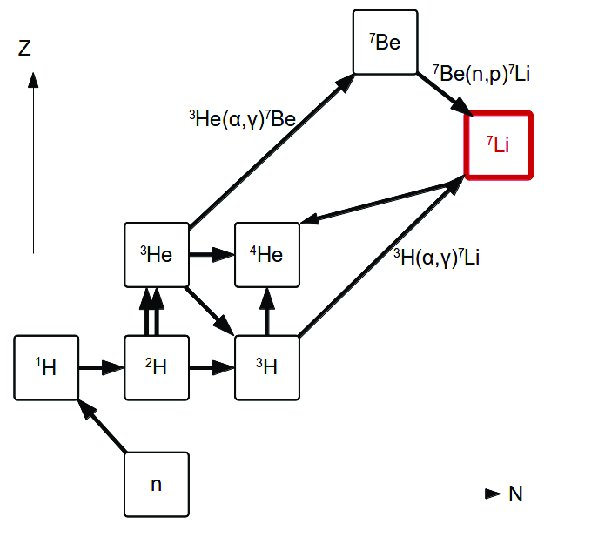 ⁷Be
Z
⁷Be(n,p)⁷Li
³He(α,γ)⁷Be
⁷Li
³He
⁴He
³H(α,γ)⁷Li
¹H
²H
³H
n
N